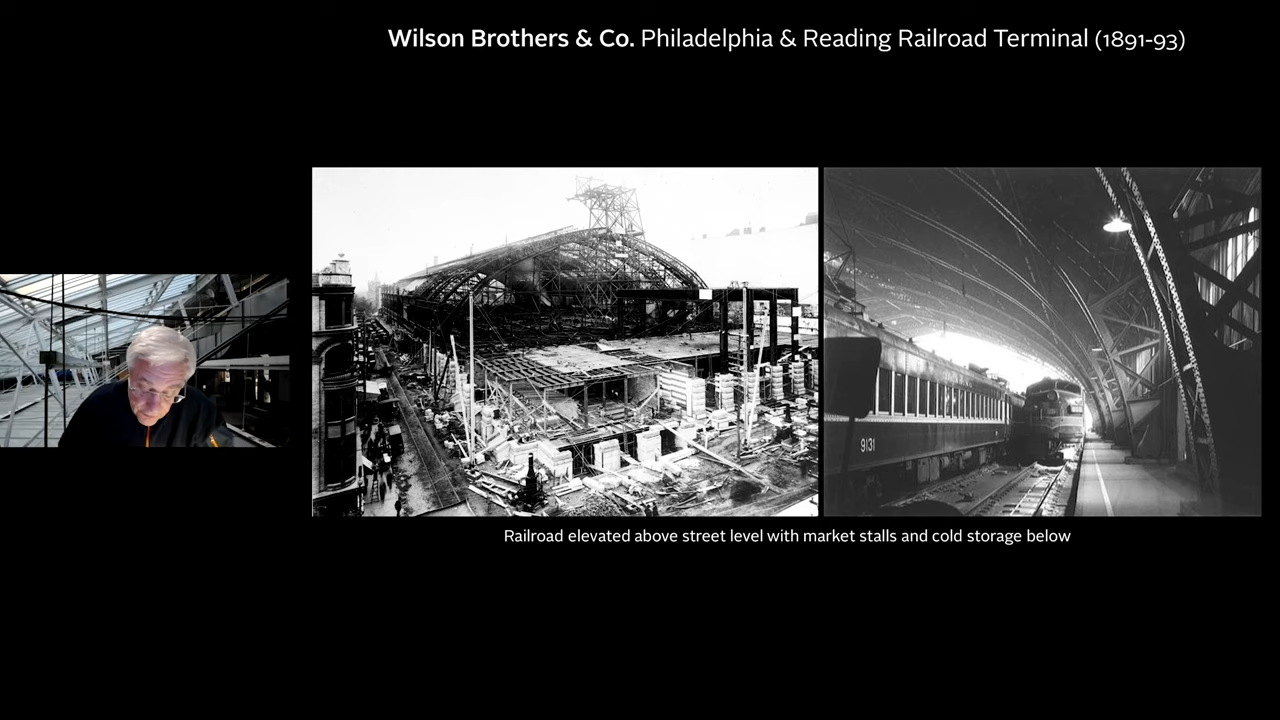 Wilson Brothers & Co. Philadelphia & Reading Railroad Terminal (1891-93)
9131
Railroad elevated above street level with market stalls and cold storage below